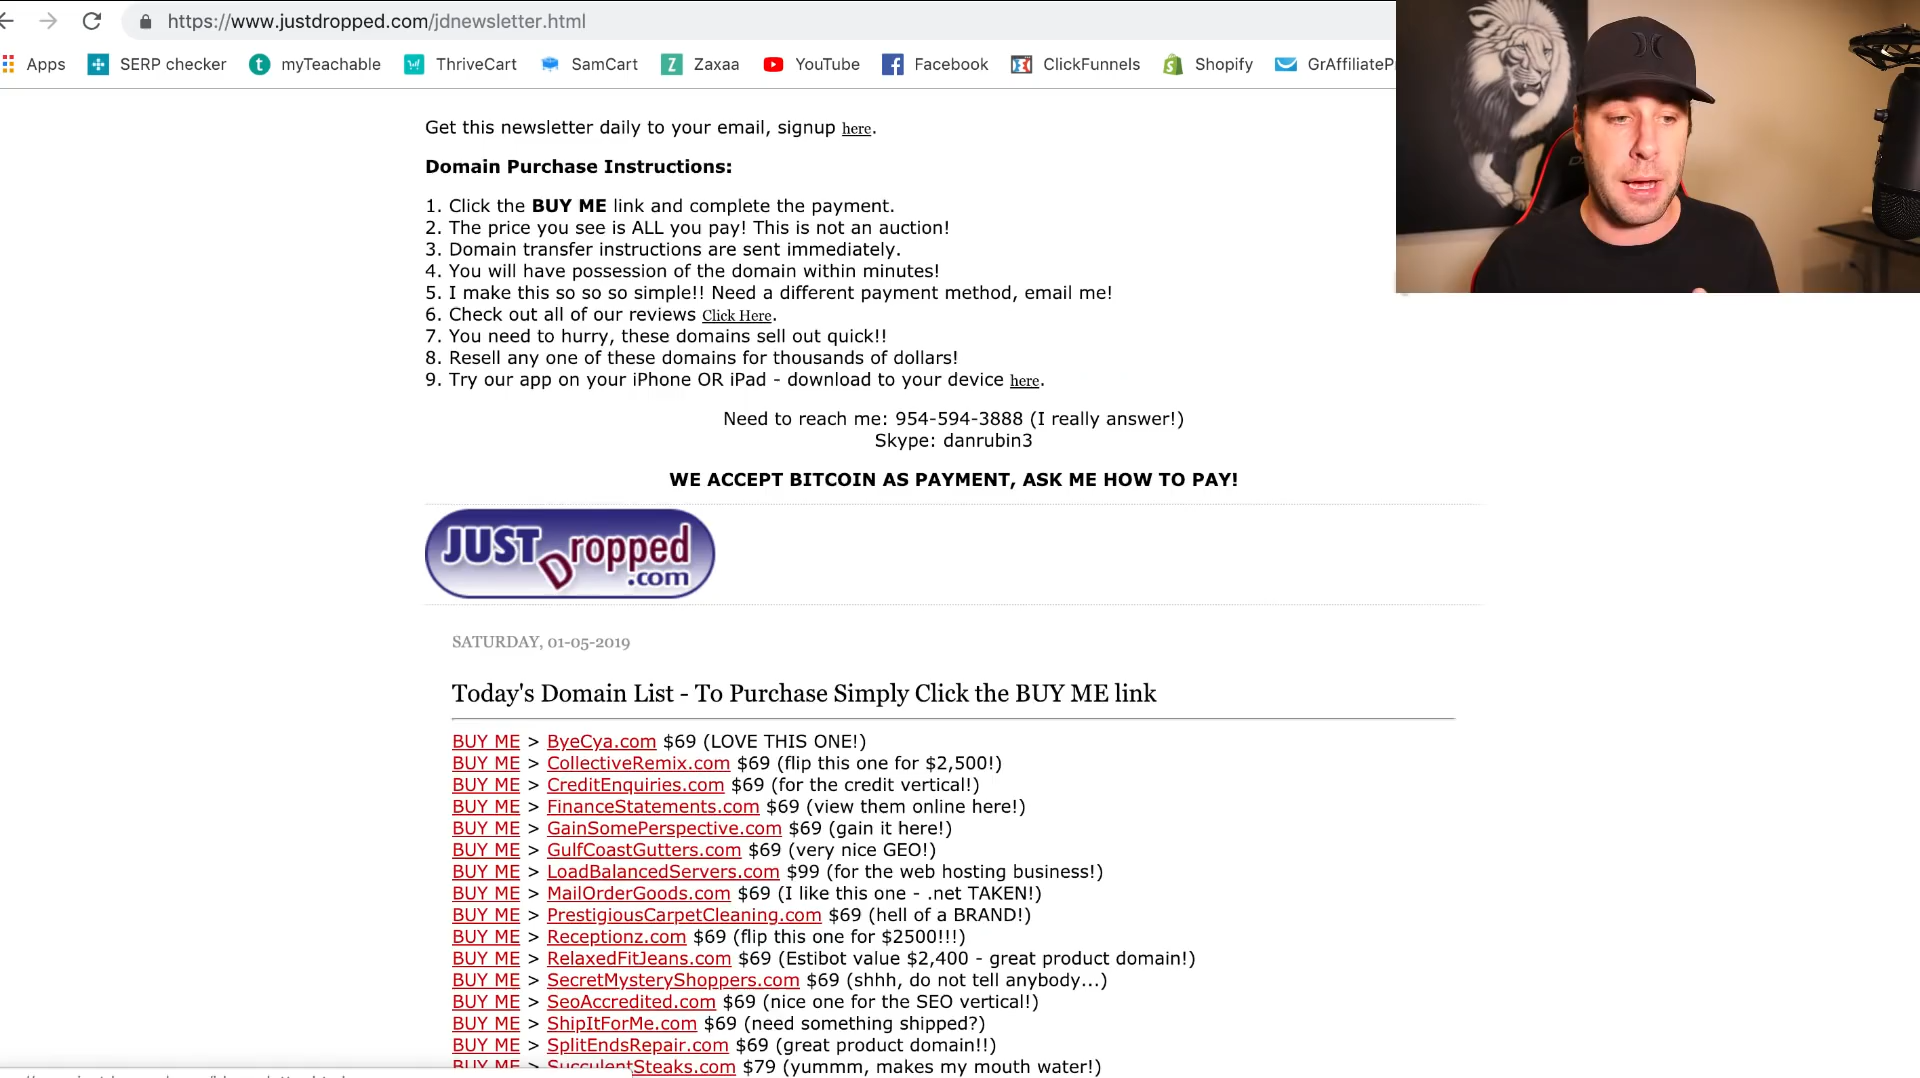 https://www.justdropped.com/jdnewsletter.html
Apps SERP checker myTeachable ThriveCart SamCart Zaxaa YouTube Facebook ClickFunnels Shopify
Get this newsletter daily to your email, signup here.
Domain Purchase Instructions:
1. Click the BUY ME link and complete the payment.
2. The price you see is ALL you pay! This is not an auction!
3. Domain transfer instructions are sent immediately.
4. You will have possession of the domain within minutes!
5. I make this so so so simple!! Need a different payment method, email me!
6. Check out all of our reviews Click Here.
7. You need to hurry, these domains sell out quick!!
8. Resell any one of these domains for thousands of dollars!
9. Try our app on your iPhone OR iPad - download to your device here.
Need to reach me: 954-594-3888 (I really answer!)
Skype: danrubin3
WE ACCEPT BITCOIN AS PAYMENT, ASK ME HOW TO PAY!
JUST Dropped
.com
SATURDAY, 01-05-2019
Today's Domain List - To Purchase Simply Click the BUY ME link
BUY ME > ByeCya.com $69 (LOVE THIS ONE!)
BUY ME > CollectiveRemix.com $69 (flip this one for $2,500!)
BUY ME > CreditEnquiries.com $69 (for the credit vertical!)
BUY ME > FinanceStatements.com $69 (view them online here!)
BUY ME > GainSomePerspective.com $69 (gain it here!)
BUY ME > GulfCoastGutters.com $69 (very nice GEO!)
BUY ME > LoadBalancedServers.com $99 (for the web hosting business!)
BUY ME > MailOrderGoods.com $69 (I like this one - .net TAKEN!)
BUY ME > PrestigiousCarpetCleaning.com $69 (hell of a BRAND!)
BUY ME > Receptionz.com $69 (flip this one for $2500!!!)
BUY ME > RelaxedFitJeans.com $69 (Estibot value $2,400 - great product domain!)
BUY ME > SecretMysteryShoppers.com $69 (shhh, do not tell anybody...)
BUY ME > SeoAccredited.com $69 (nice one for the SEO vertical!)
BUY ME > ShipItForMe.com $69 (need something shipped?)
BUY ME > SplitEndsRepair.com $69 (great product domain!!)
BUY ME > SucculentSteaks.com $79 (yummm, makes my mouth water!)